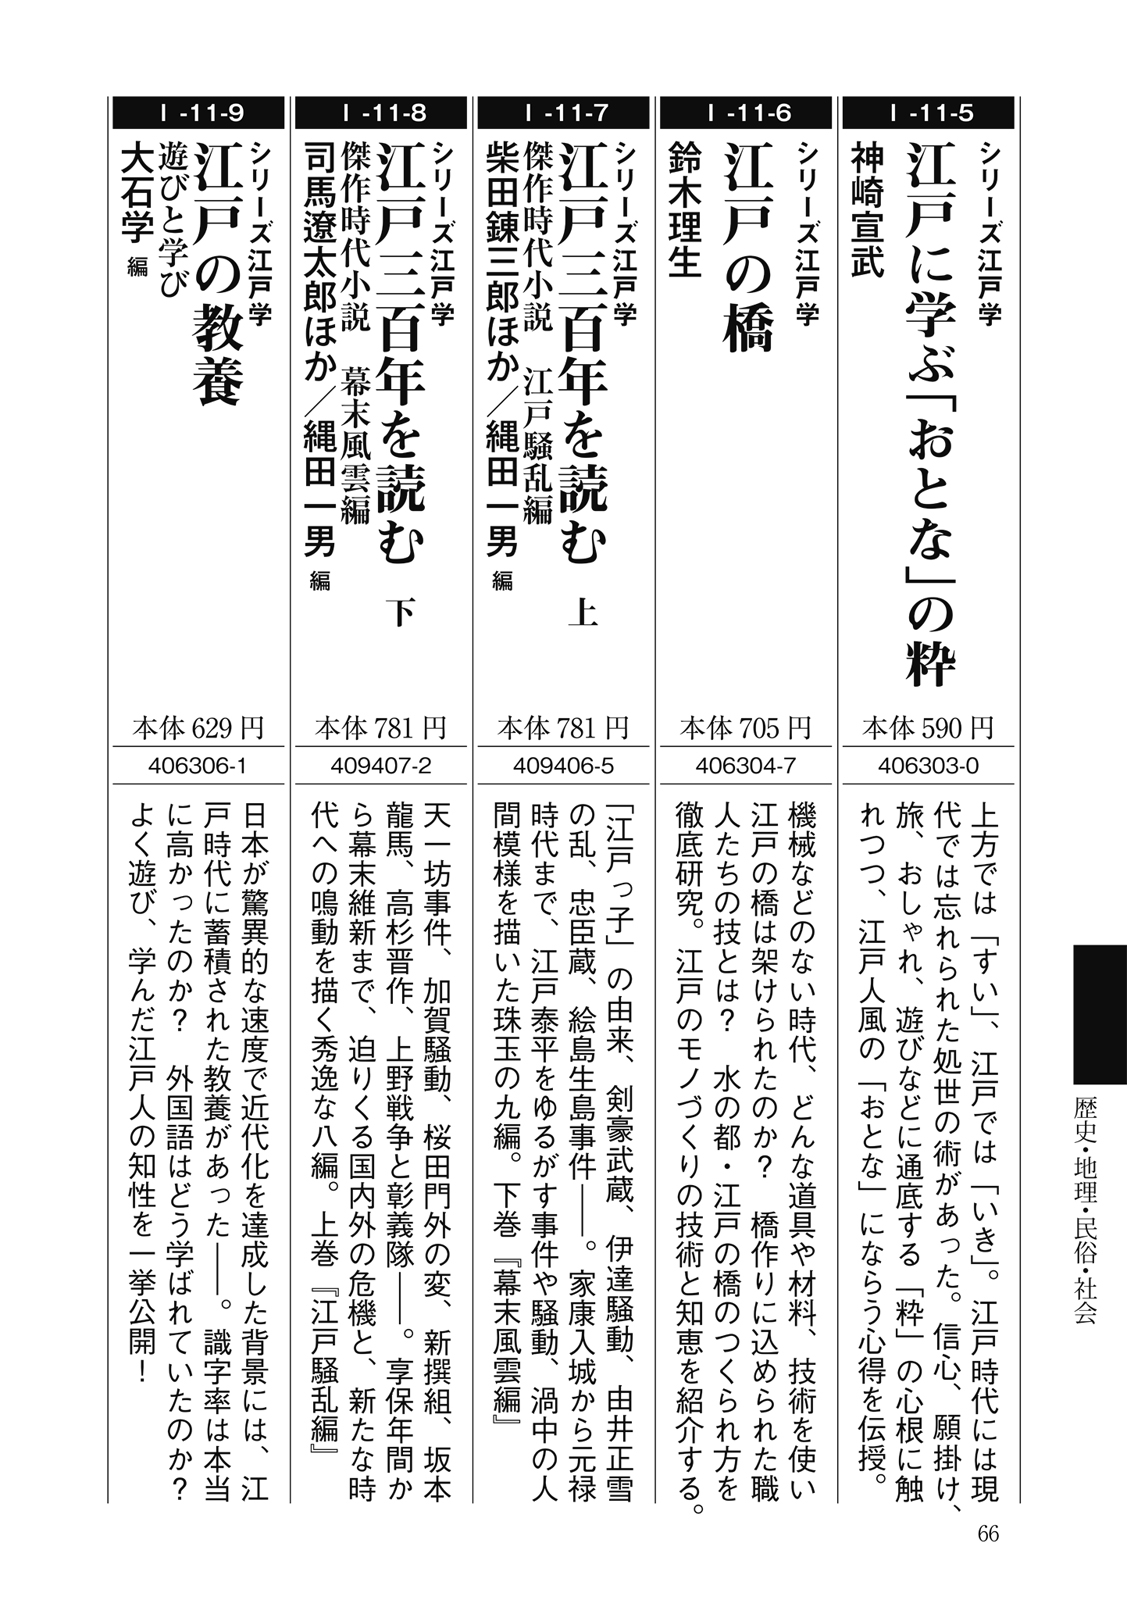 I-11-5
シリーズ江戸学
江戸に学ぶ「おとな」の粋
神崎宣武
本体590円
406303-0
上方では「すい」、江戸では「いき」。江戸時代には現
代では忘れられた処世の術があった。信心、願掛け、
旅、おしゃれ、遊びなどに通底する「粋」の心根に触
れつつ、江戸人風の「おとな」にならう心得を伝授。
I-11-6
シリーズ江戸学
江戸の橋
鈴木理生
本体705円
406304-7
機械などのない時代、どんな道具や材料、技術を使い
江戸の橋は架けられたのか？　橋作りに込められた職
人たちの技とは？　水の都・江戸の橋のつくられ方を
徹底研究。江戸のモノづくりの技術と知恵を紹介する。
I-11-7
シリーズ江戸学
江戸三百年を読む　上
傑作時代小説　江戸騒乱編
柴田錬三郎ほか／縄田一男 編
本体781円
409406-5
「江戸っ子」の由来、剣豪武蔵、伊達騒動、由井正雪
の乱、忠臣蔵、絵島生島事件――。家康入城から元禄
時代まで、江戸泰平をゆるがす事件や騒動、渦中の人
間模様を描いた珠玉の九編。下巻『幕末風雲編』
I-11-8
シリーズ江戸学
江戸三百年を読む　下
傑作時代小説　幕末風雲編
司馬遼太郎ほか／縄田一男 編
本体781円
409407-2
天一坊事件、加賀騒動、桜田門外の変、新撰組、坂本
龍馬、高杉晋作、上野戦争と彰義隊――。享保年間か
ら幕末維新まで、迫りくる国内外の危機と、新たな時
代への鳴動を描く秀逸な八編。上巻『江戸騒乱編』
I-11-9
シリーズ江戸学
江戸の教養
遊びと学び
大石学 編
本体629円
406306-1
日本が驚異的な速度で近代化を達成した背景には、江
戸時代に蓄積された教養があった――。識字率は本当
に高かったのか？　外国語はどう学ばれていたのか？
よく遊び、学んだ江戸人の知性を一挙公開！
歴史・地理・民俗・社会
66